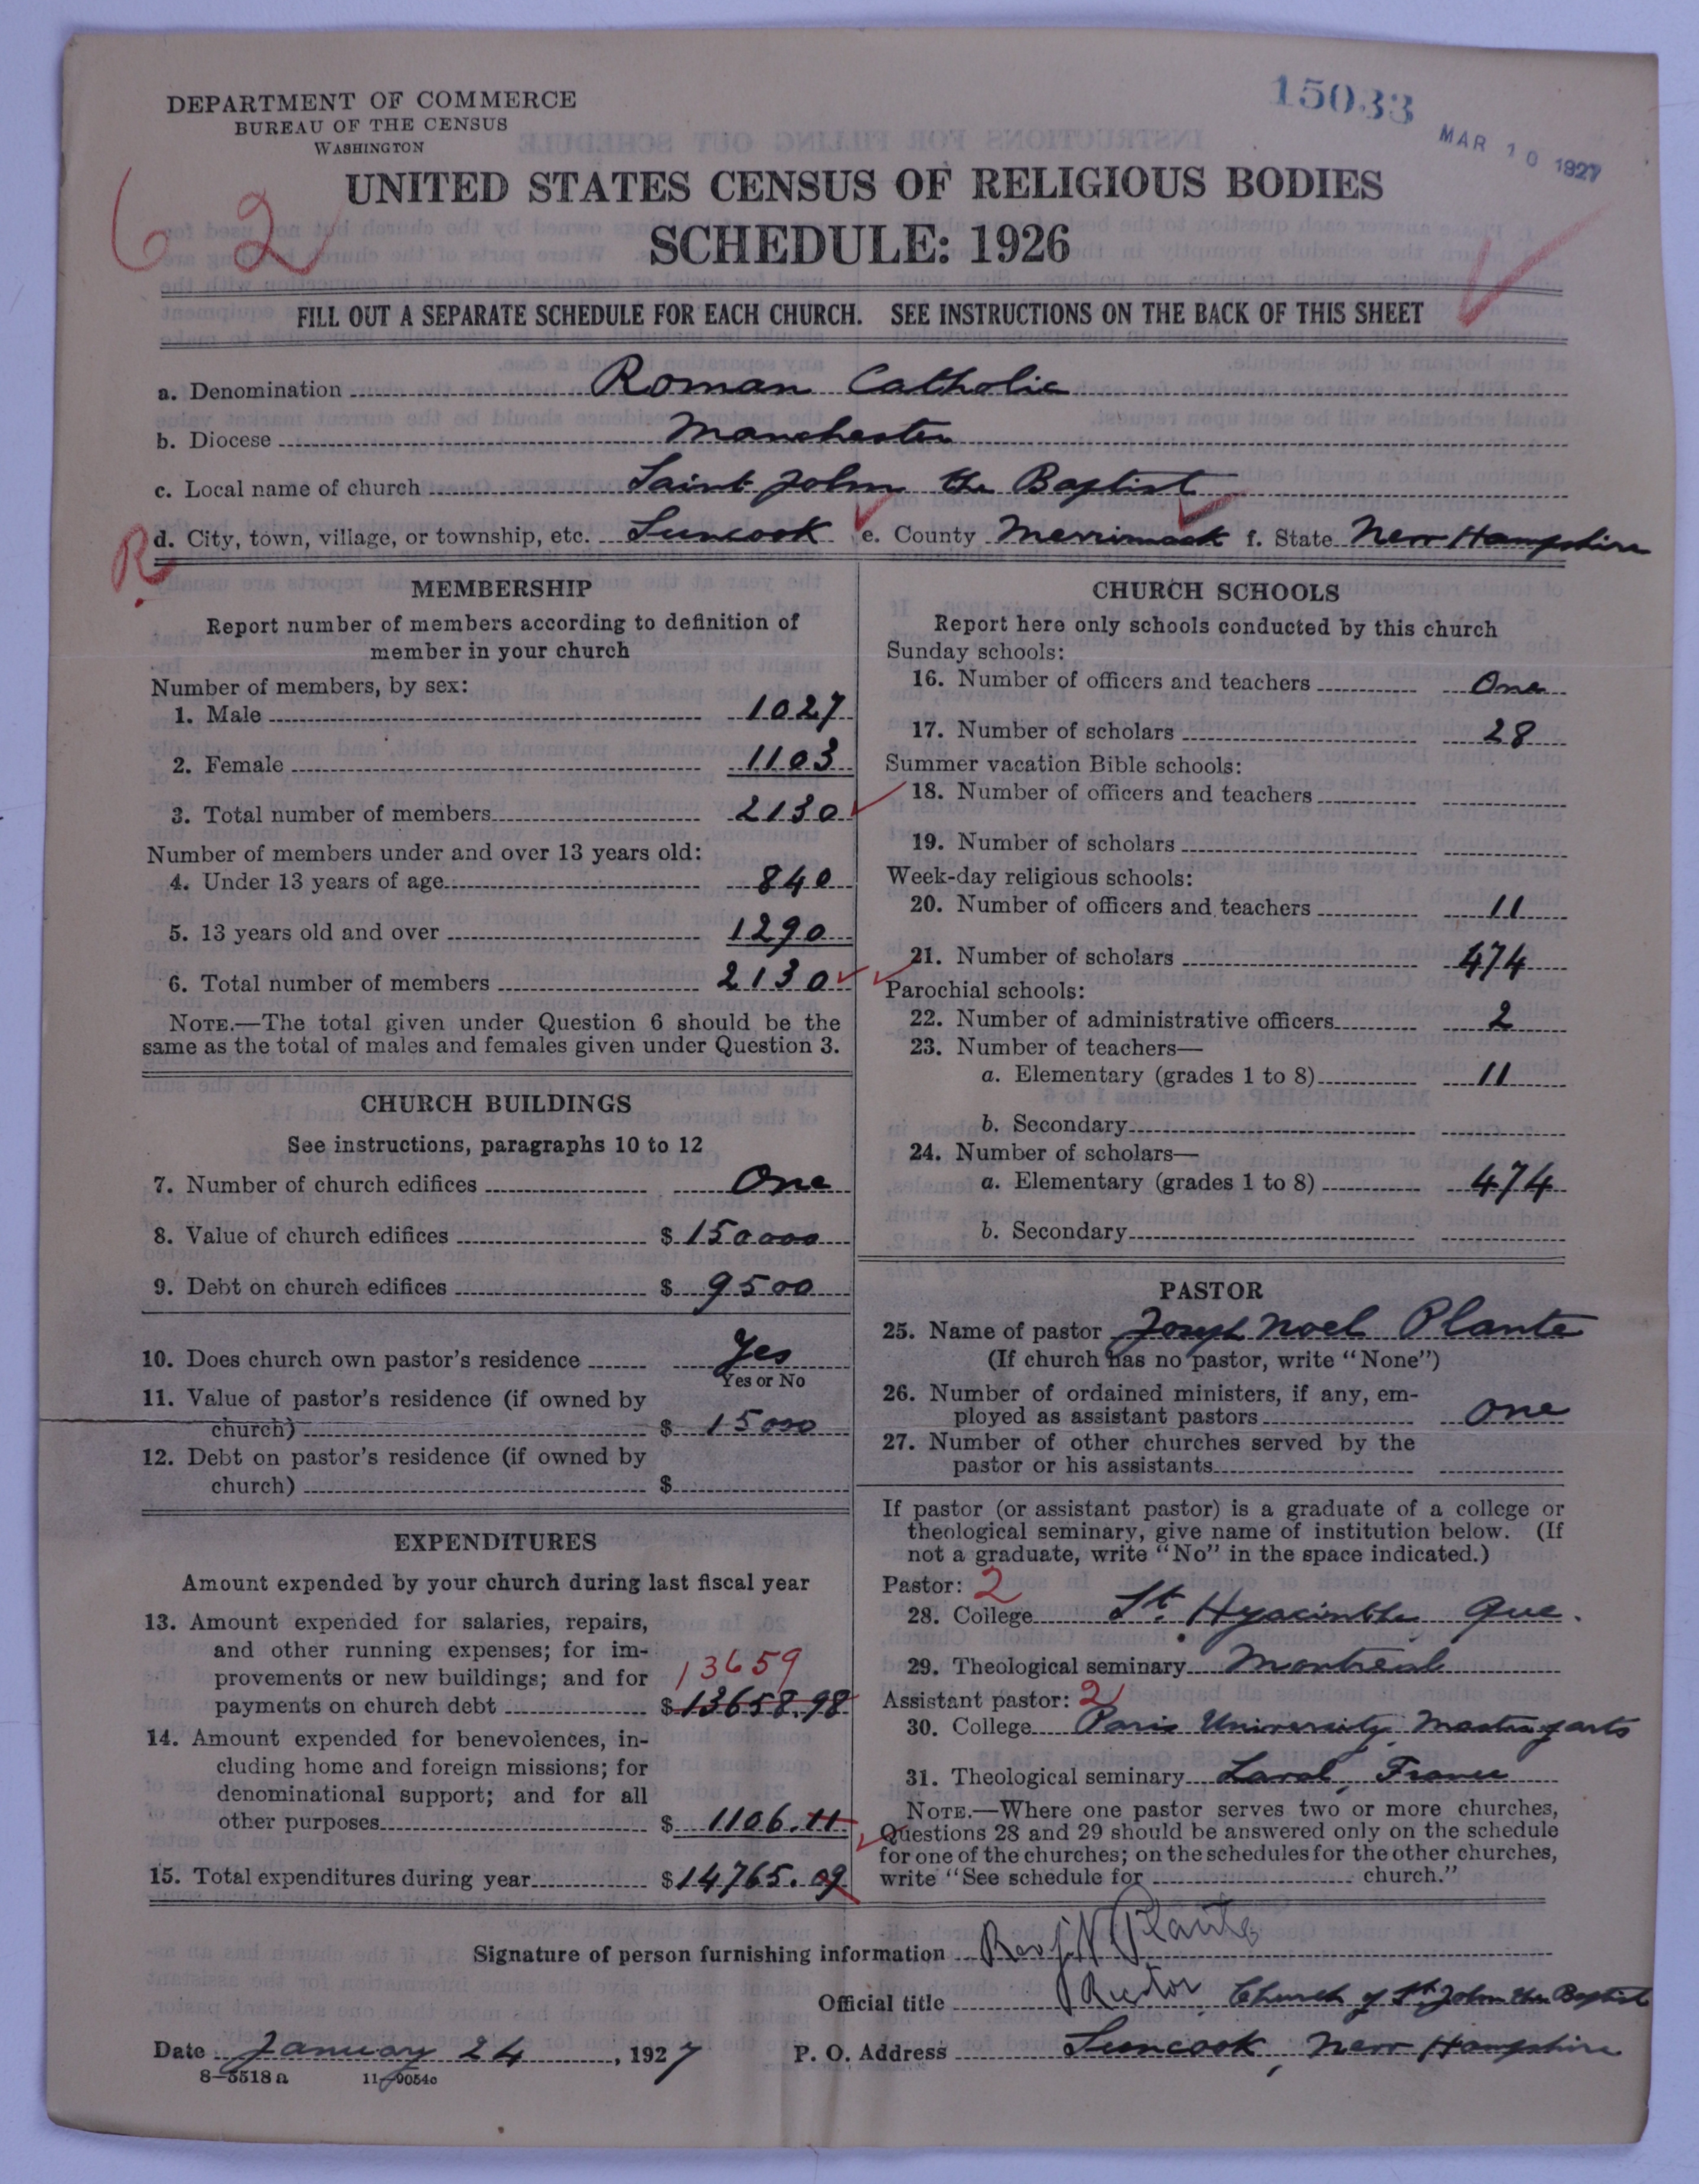 15033
MAR 10 1927
DEPARTMENT OF COMMERCE
BUREAU OF THE CENSUS
WASHINGTON
62
UNITED STATES CENSUS OF RELIGIOUS BODIES
SCHEDULE: 1926
FILL OUT A SEPARATE SCHEDULE FOR EACH CHURCH. SEE INSTRUCTIONS ON THE BACK OF THIS SHEET
a. Denomination Roman Catholic
b. Diocese Manchester
c. Local name of church Saint John the Baptist
R d. City, town, village, or township, etc. Suncook e. County Merrimack f. State New Hampshire
MEMBERSHIP
Report number of members according to definition of
member in your church
Number of members, by sex:
1. Male 1027
2. Female 1103
3. Total number of members 2130
Number of members under and over 13 years old:
4. Under 13 years of age 840
5. 13 years old and over 1290
6. Total number of members 2130
NOTE.—The total given under Question 6 should be the
same as the total of males and females given under Question 3.
CHURCH BUILDINGS
See instructions, paragraphs 10 to 12
7. Number of church edifices One
8. Value of church edifices $ 150000
9. Debt on church edifices $ 9500
10. Does church own pastor's residence Yes
Yes or No
11. Value of pastor's residence (if owned by
church) $ 15000
12. Debt on pastor's residence (if owned by
church) $
EXPENDITURES
Amount expended by your church during last fiscal year
13. Amount expended for salaries, repairs,
and other running expenses; for im-
provements or new buildings; and for 13659
payments on church debt $ 13658.98
14. Amount expended for benevolences, in-
cluding home and foreign missions; for
denominational support; and for all
other purposes $ 1106.11
15. Total expenditures during year $ 14765.09
CHURCH SCHOOLS
Report here only schools conducted by this church
Sunday schools:
16. Number of officers and teachers One
17. Number of scholars 28
Summer vacation Bible schools:
18. Number of officers and teachers
19. Number of scholars
Week-day religious schools:
20. Number of officers and teachers 11
21. Number of scholars 474
Parochial schools:
22. Number of administrative officers 2
23. Number of teachers—
a. Elementary (grades 1 to 8) 11
b. Secondary
24. Number of scholars—
a. Elementary (grades 1 to 8) 474
b. Secondary
PASTOR
25. Name of pastor Joseph Noel Plante
(If church has no pastor, write "None")
26. Number of ordained ministers, if any, em-
ployed as assistant pastors One
27. Number of other churches served by the
pastor or his assistants
If pastor (or assistant pastor) is a graduate of a college or
theological seminary, give name of institution below. (If
not a graduate, write "No" in the space indicated.)
Pastor: 2
28. College St. Hyacinthe Que.
29. Theological seminary Montreal
Assistant pastor: 2
30. College Paris University Master of arts
31. Theological seminary Laval, France
NOTE.—Where one pastor serves two or more churches,
Questions 28 and 29 should be answered only on the schedule
for one of the churches; on the schedules for the other churches,
write "See schedule for church."
Signature of person furnishing information Rev J. N. Plante
Official title Rector Church of St. John the Baptist
Date January 24, 1927 P. O. Address Suncook, New Hampshire
8—5518a 11—9054c